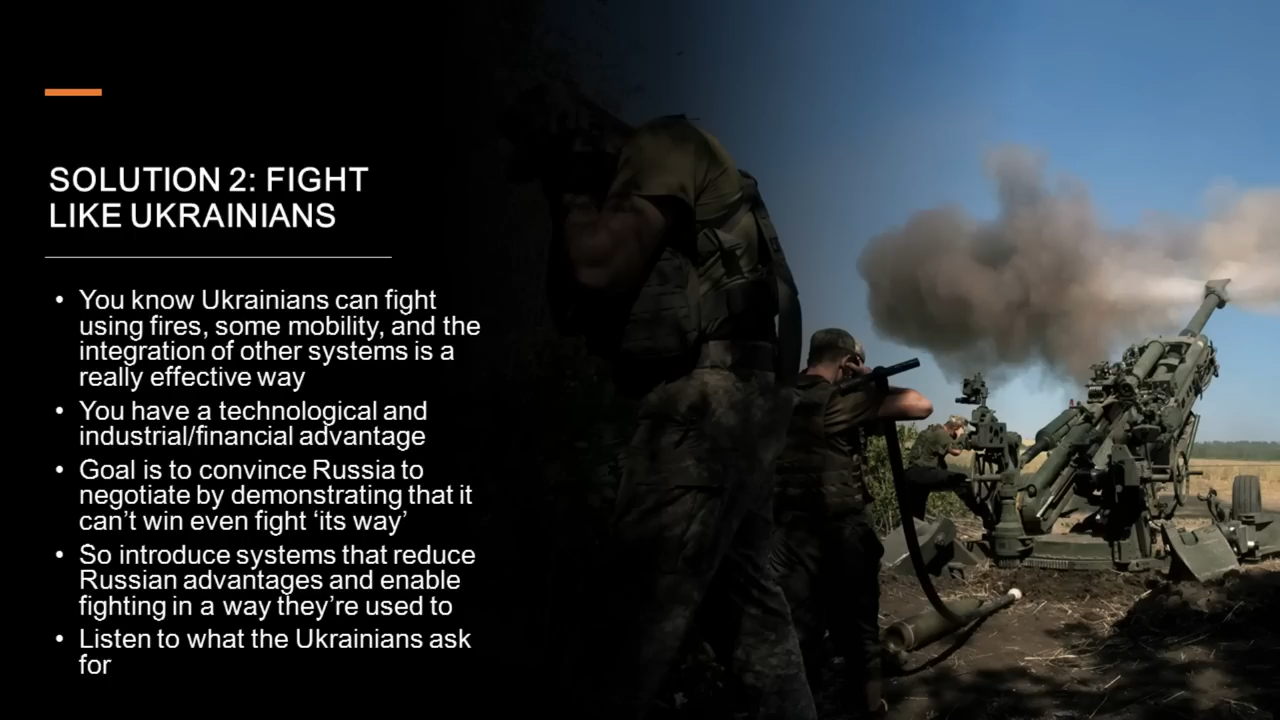 SOLUTION 2: FIGHT
LIKE UKRAINIANS
• You know Ukrainians can fight
using fires, some mobility, and the
integration of other systems is a
really effective way
• You have a technological and
industrial/financial advantage
• Goal is to convince Russia to
negotiate by demonstrating that it
can’t win even fight ‘its way’
• So introduce systems that reduce
Russian advantages and enable
fighting in a way they’re used to
• Listen to what the Ukrainians ask
for